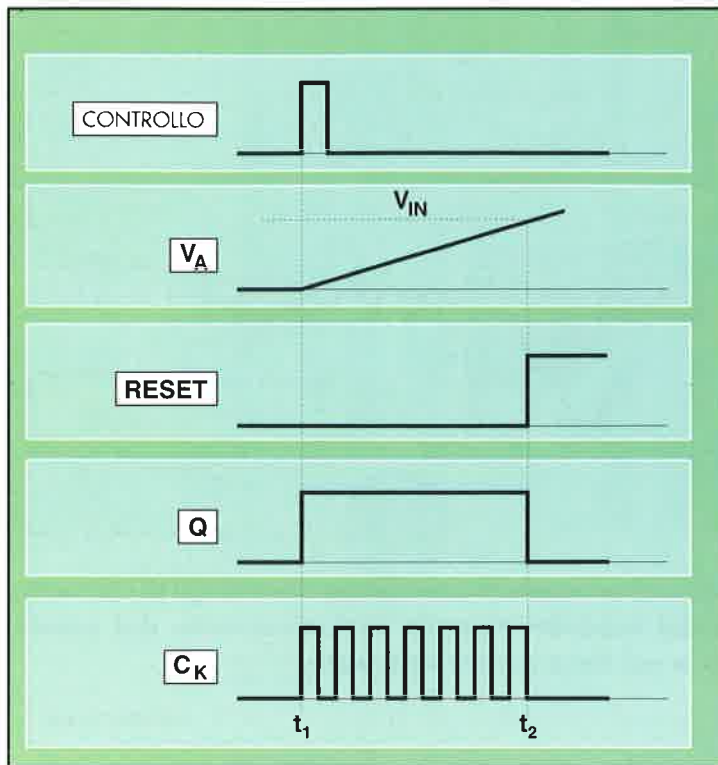 CONTROLLO
V_IN
V_A
RESET
Q
C_K
t_1
t_2